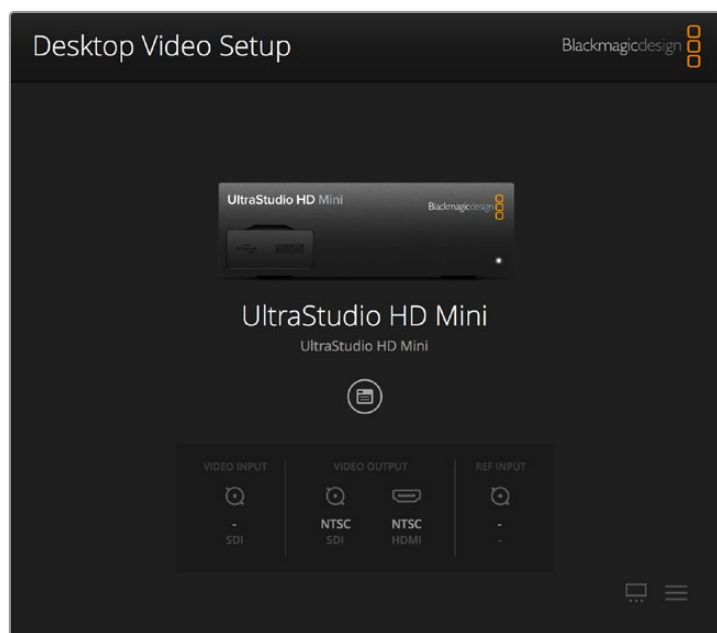 Desktop Video Setup
Blackmagicdesign
UltraStudio HD Mini
Blackmagicdesign
UltraStudio HD Mini
UltraStudio HD Mini
VIDEO INPUT VIDEO OUTPUT REF INPUT
- NTSC NTSC -
SDI SDI HDMI -